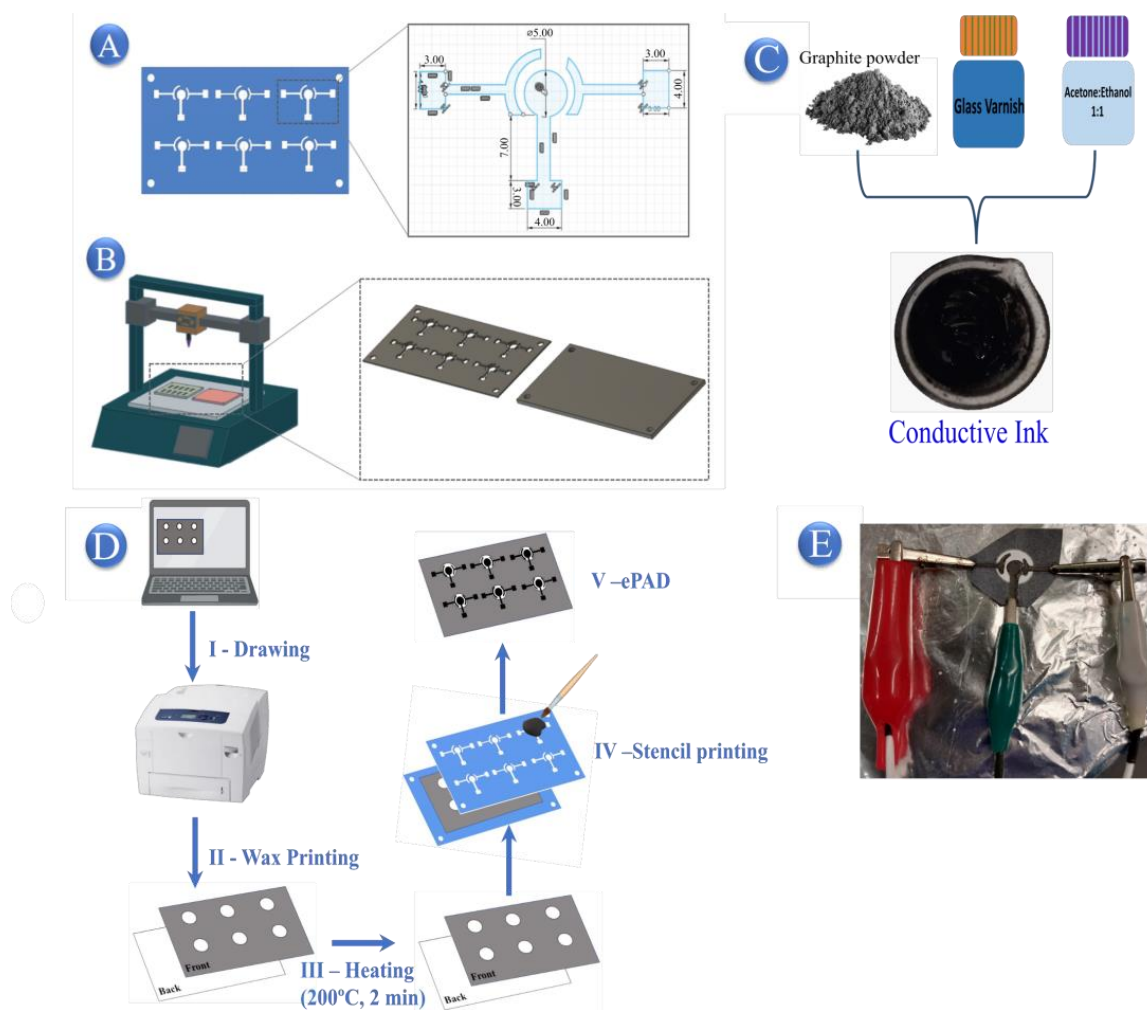 A
⌀5.00
3.00
3.00
4.00
7.00
3.00
4.00
B
C
Graphite powder
Glass Varnish
Acetone:Ethanol
1:1
Conductive Ink
D
I - Drawing
II - Wax Printing
Front
Back
III – Heating
(200ºC, 2 min)
Front
Back
IV –Stencil printing
V –ePAD
E